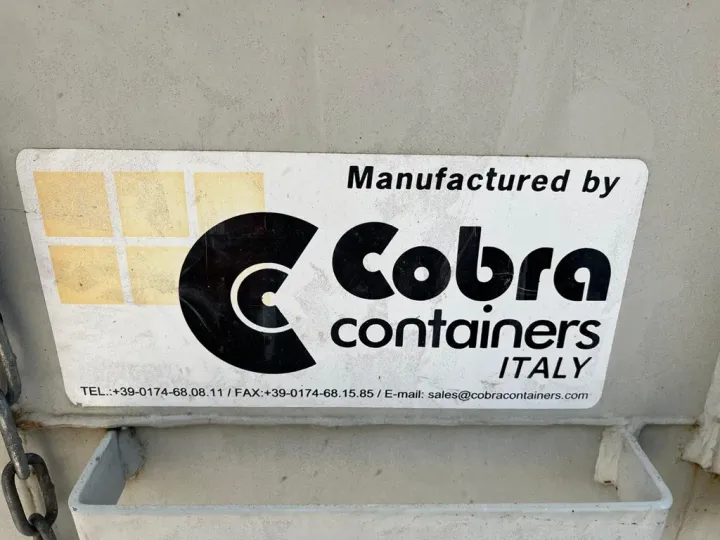 Manufactured by
Cobra
containers
ITALY
TEL.:+39-0174-68.08.11 / FAX:+39-0174-68.15.85 / E-mail: sales@cobracontainers.com